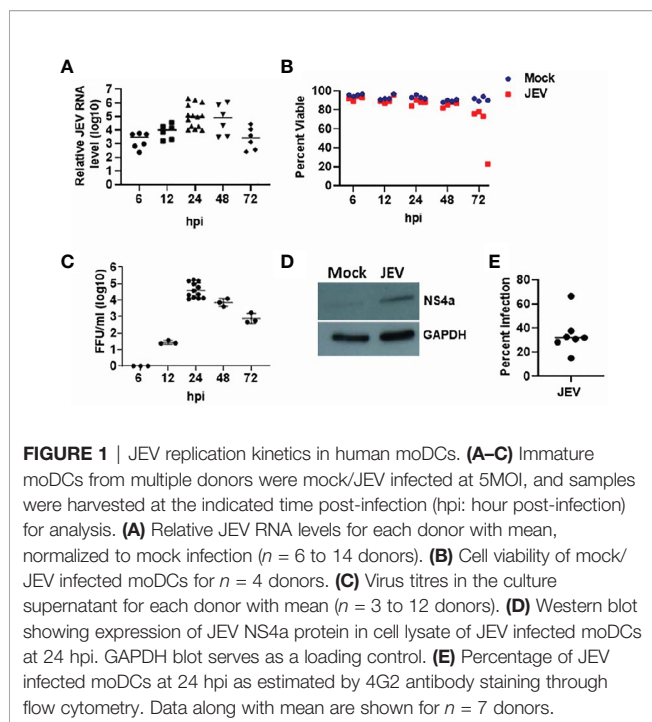 A
Relative JEV RNA
level (log10)
7
6
5
4
3
2
1
0
6 12 24 48 72
hpi
B
Mock
JEV
Percent Viable
100
80
60
40
20
0
6 12 24 48 72
hpi
C
FFU/ml (log10)
6
5
4
3
2
1
0
6 12 24 48 72
hpi
D
Mock JEV
NS4a
GAPDH
E
Percent Infection
80
60
40
20
0
JEV
FIGURE 1 | JEV replication kinetics in human moDCs. (A–C) Immature
moDCs from multiple donors were mock/JEV infected at 5MOI, and samples
were harvested at the indicated time post-infection (hpi: hour post-infection)
for analysis. (A) Relative JEV RNA levels for each donor with mean,
normalized to mock infection (n = 6 to 14 donors). (B) Cell viability of mock/
JEV infected moDCs for n = 4 donors. (C) Virus titres in the culture
supernatant for each donor with mean (n = 3 to 12 donors). (D) Western blot
showing expression of JEV NS4a protein in cell lysate of JEV infected moDCs
at 24 hpi. GAPDH blot serves as a loading control. (E) Percentage of JEV
infected moDCs at 24 hpi as estimated by 4G2 antibody staining through
flow cytometry. Data along with mean are shown for n = 7 donors.